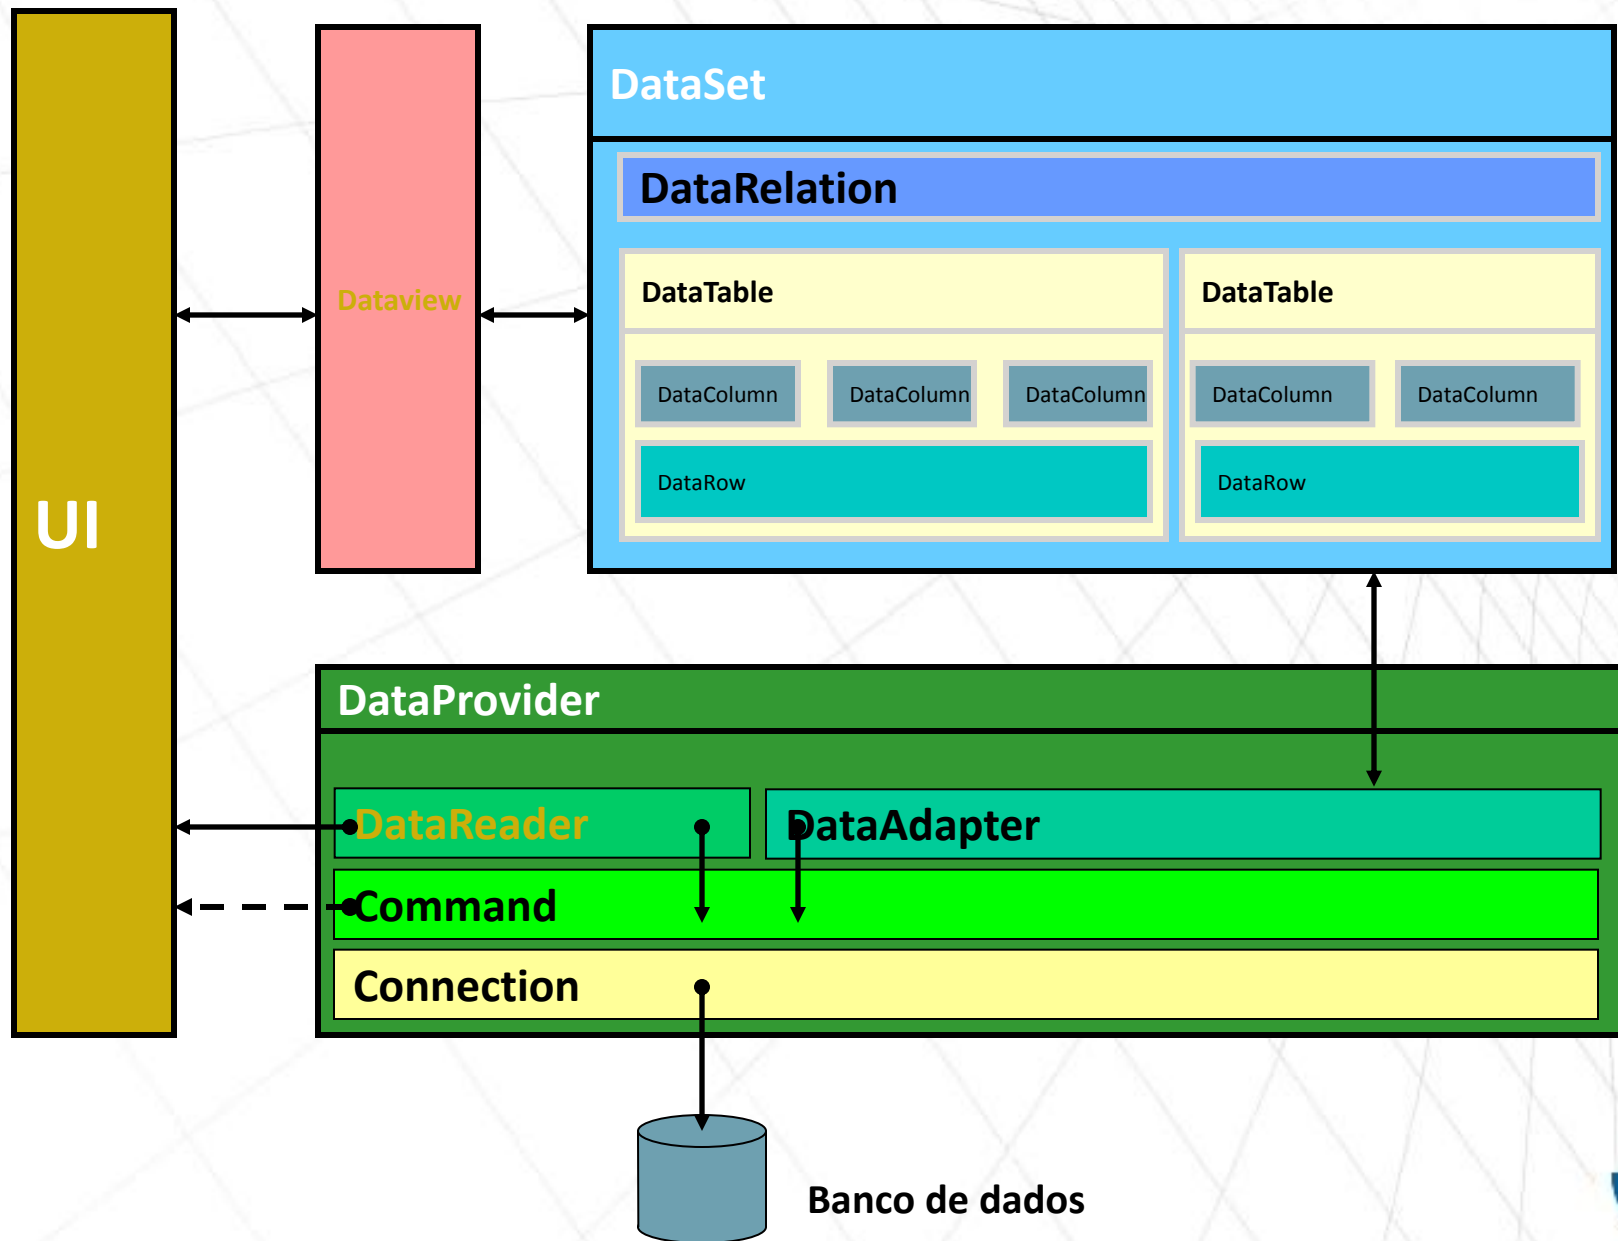 UI
Dataview
DataSet
DataRelation
DataTable
DataColumn
DataColumn
DataColumn
DataRow
DataTable
DataColumn
DataColumn
DataRow
DataProvider
DataReader
DataAdapter
Command
Connection
Banco de dados